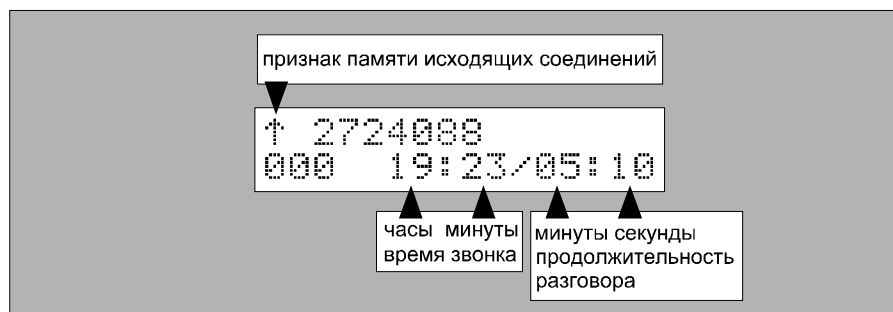 признак памяти исходящих соединений
↑ 2724088
000 19:23/05:10
часы минуты
время звонка
минуты секунды
продолжительность
разговора